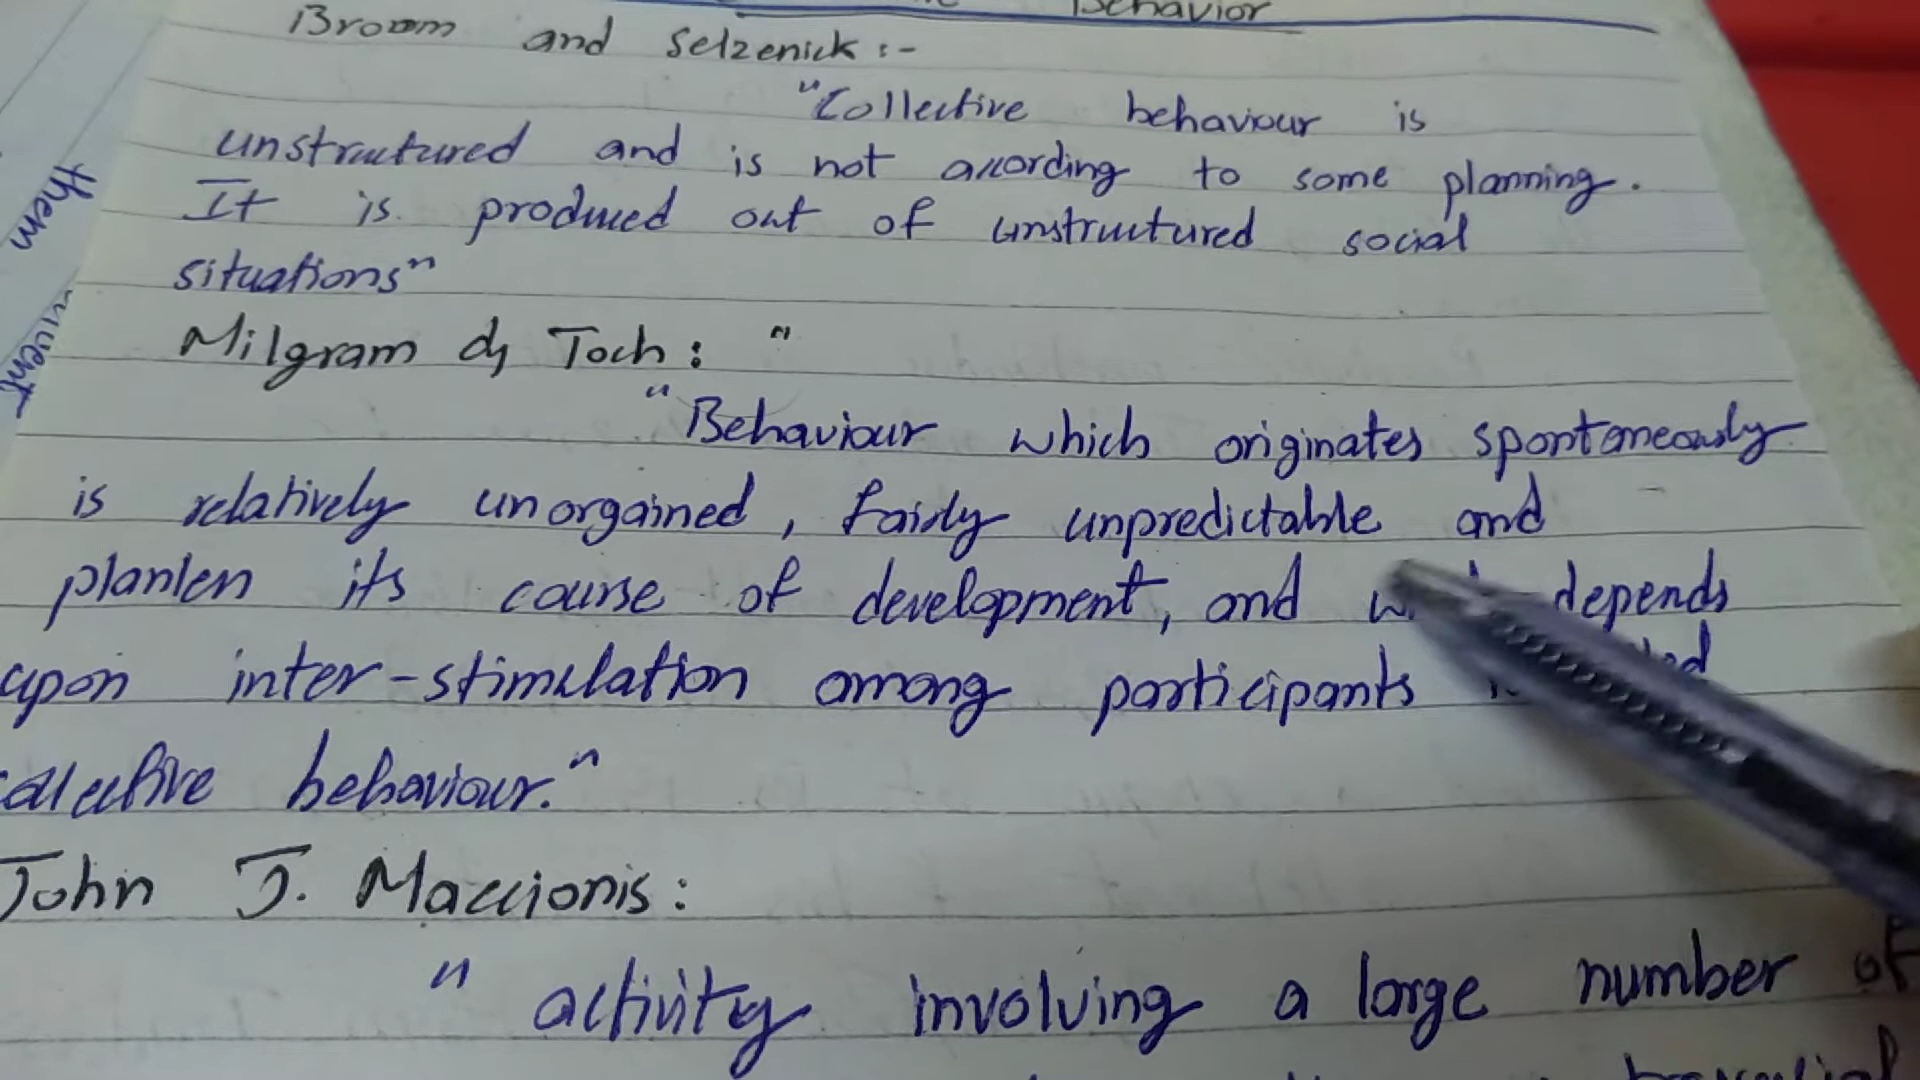 Behavior
Broom and Selzenick :-
"Collective behaviour is
unstructured and is not according to some planning.
It is produced out of unstructured social
situations"
Milgram & Toch : "
"Behaviour which originates spontaneously
is relatively unorgained, fairly unpredictable and
planlen its course of development, and depends
upon inter-stimulation among participants
collective behaviour."
John J. Maccionis :
" activity involving a large number of
them